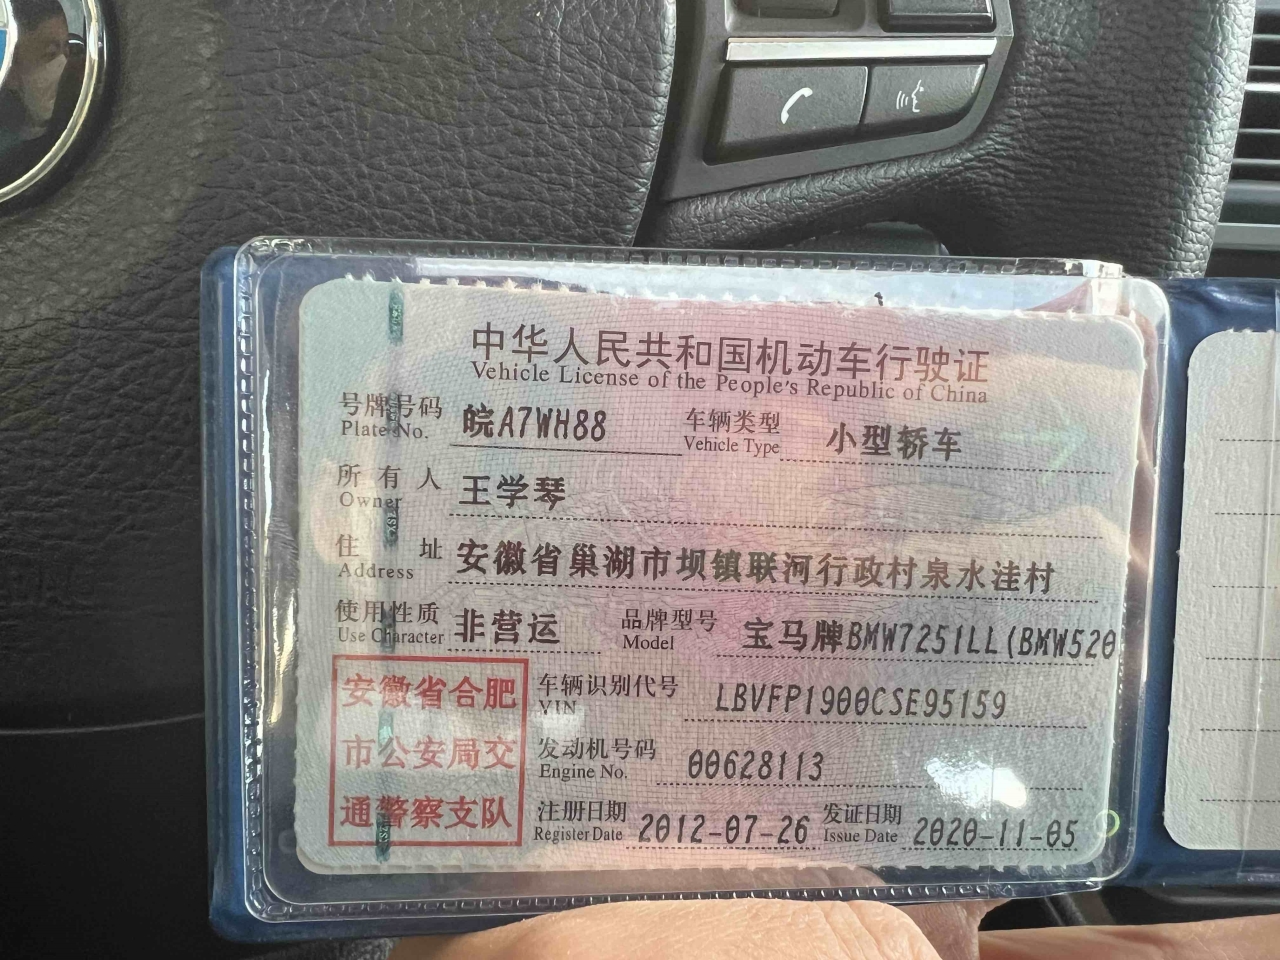 中华人民共和国机动车行驶证
Vehicle License of the People's Republic of China
号牌号码 皖A7WH88 车辆类型 小型轿车
Plate No. Vehicle Type
所有人 王学琴
Owner
住址 安徽省巢湖市坝镇联河行政村泉水洼村
Address
使用性质 非营运 品牌型号 宝马牌BMW7251LL(BMW520
Use Character Model
安徽省合肥
市公安局交
通警察支队
车辆识别代号 LBVFP1900CSE95159
VIN
发动机号码 00628113
Engine No.
注册日期 2012-07-26 发证日期 2020-11-05
Register Date Issue Date